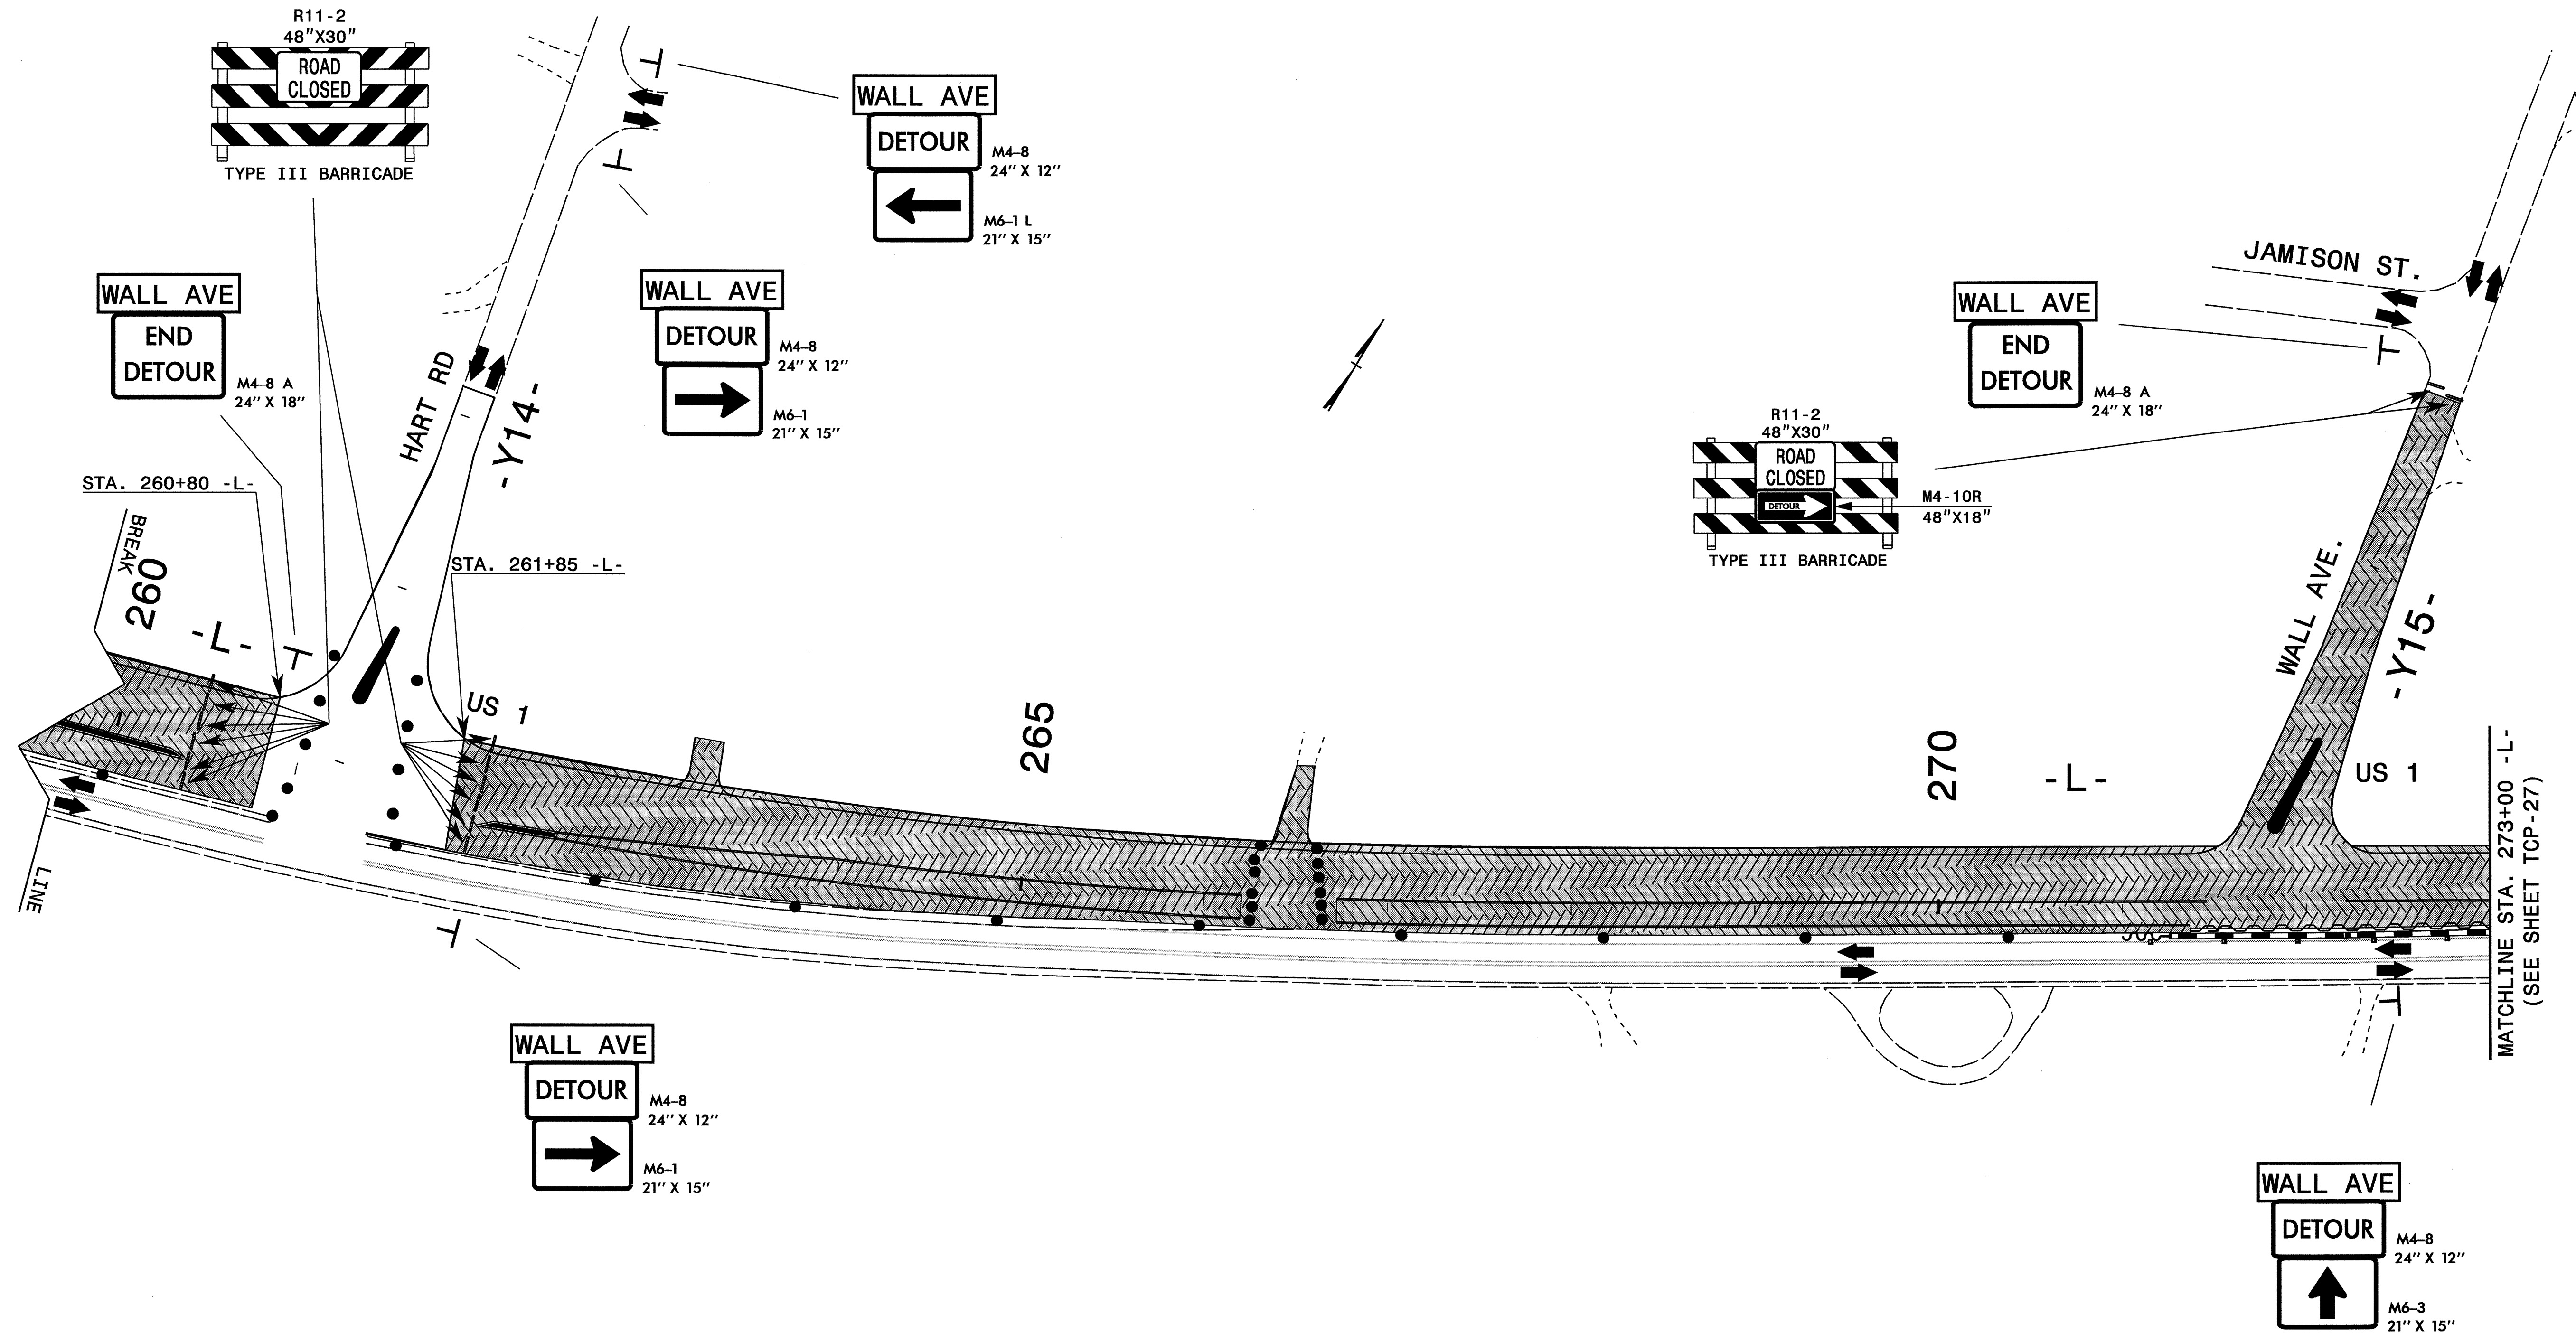 R11-2
48"X30"
ROAD
CLOSED
TYPE III BARRICADE
WALL AVE
DETOUR
M4-8
24" X 12"
M6-1 L
21" X 15"
WALL AVE
END
DETOUR
M4-8 A
24" X 18"
WALL AVE
DETOUR
M4-8
24" X 12"
M6-1
21" X 15"
HART RD
-Y14-
STA. 260+80 -L-
STA. 261+85 -L-
BREAK
LINE
260
-L-
US 1
265
270
-L-
JAMISON ST.
WALL AVE
END
DETOUR
M4-8 A
24" X 18"
R11-2
48"X30"
ROAD
CLOSED
DETOUR
M4-10R
48"X18"
TYPE III BARRICADE
WALL AVE.
-Y15-
US 1
MATCHLINE STA. 273+00 -L-
(SEE SHEET TCP-27)
WALL AVE
DETOUR
M4-8
24" X 12"
M6-1
21" X 15"
WALL AVE
DETOUR
M4-8
24" X 12"
M6-3
21" X 15"